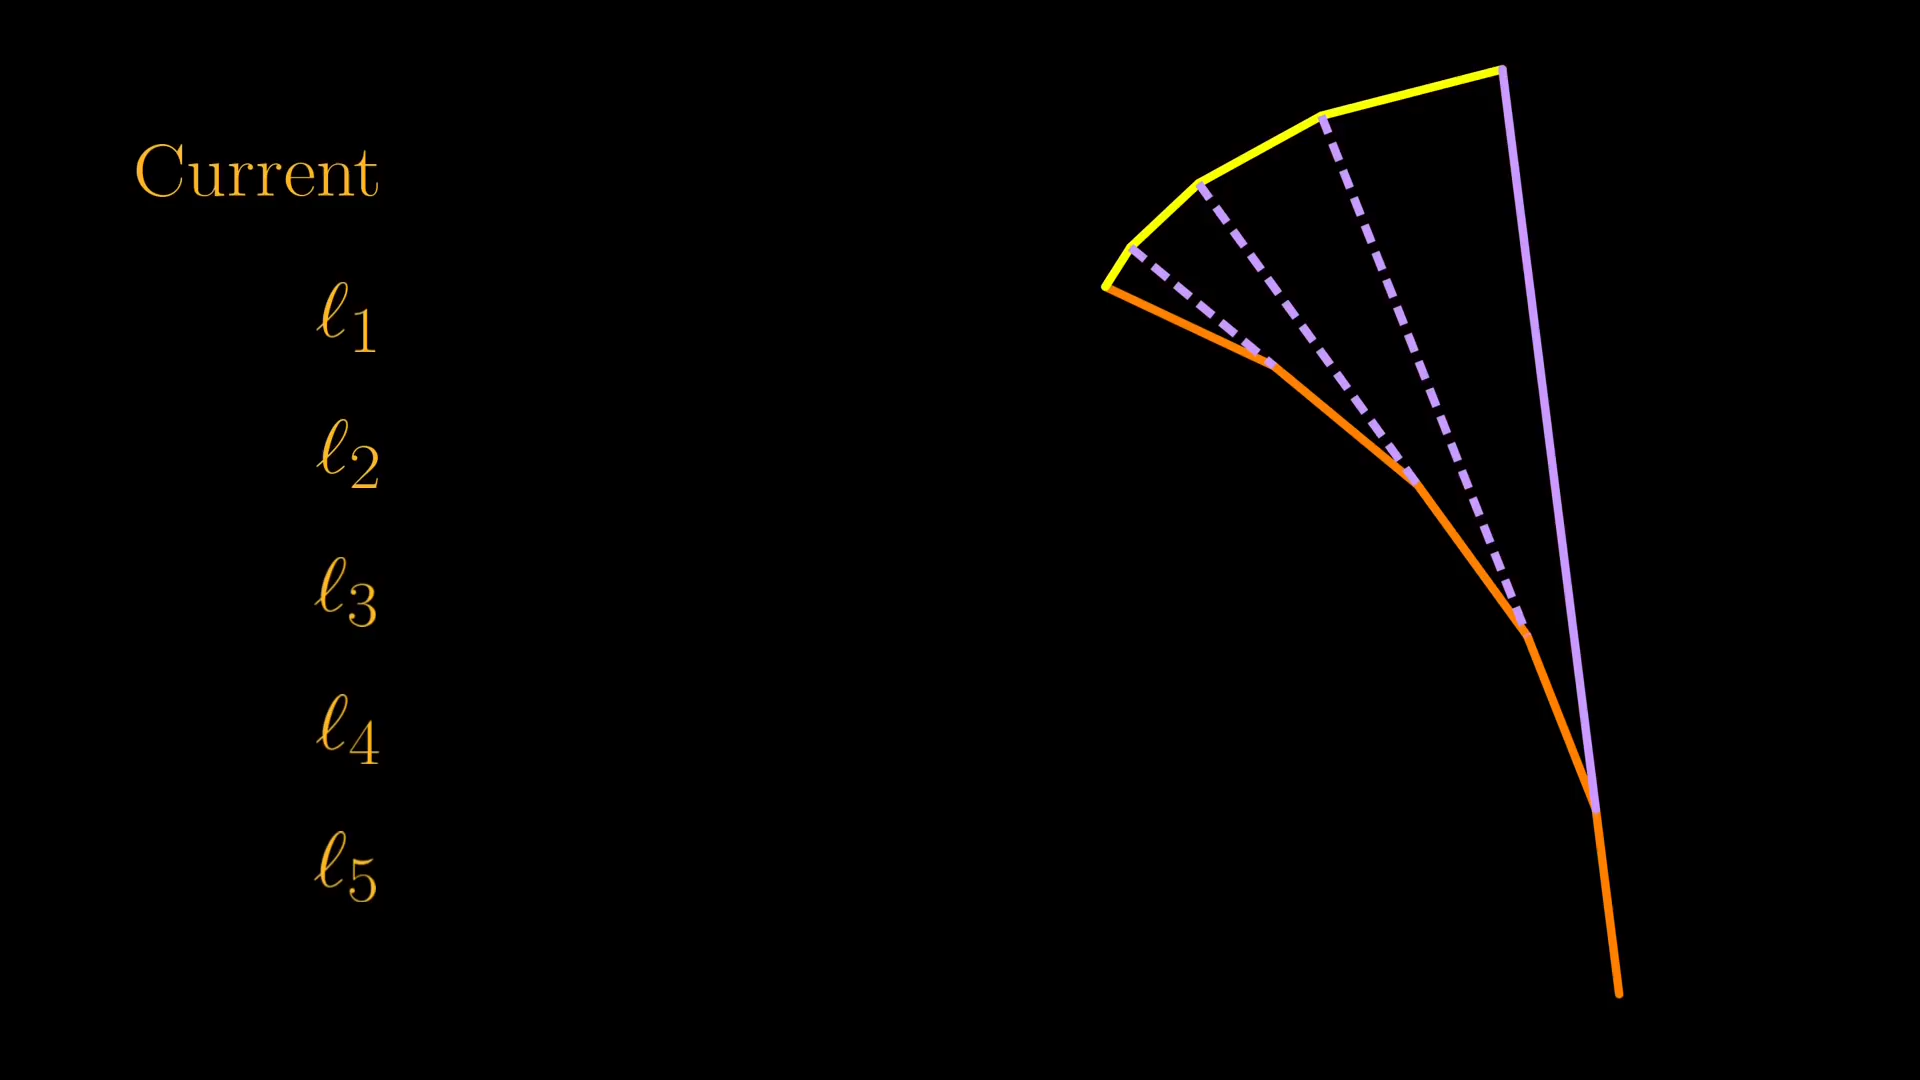 Current
ℓ₁
ℓ₂
ℓ₃
ℓ₄
ℓ₅